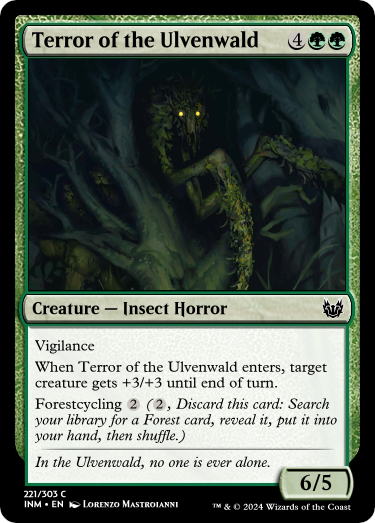 Terror of the Ulvenwald 4
Creature — Insect Horror
Vigilance
When Terror of the Ulvenwald enters, target
creature gets +3/+3 until end of turn.
Forestcycling 2 (2, Discard this card: Search
your library for a Forest card, reveal it, put it into
your hand, then shuffle.)
In the Ulvenwald, no one is ever alone.
6/5
221/303 C
INM • EN Lorenzo Mastroianni
™ & © 2024 Wizards of the Coast